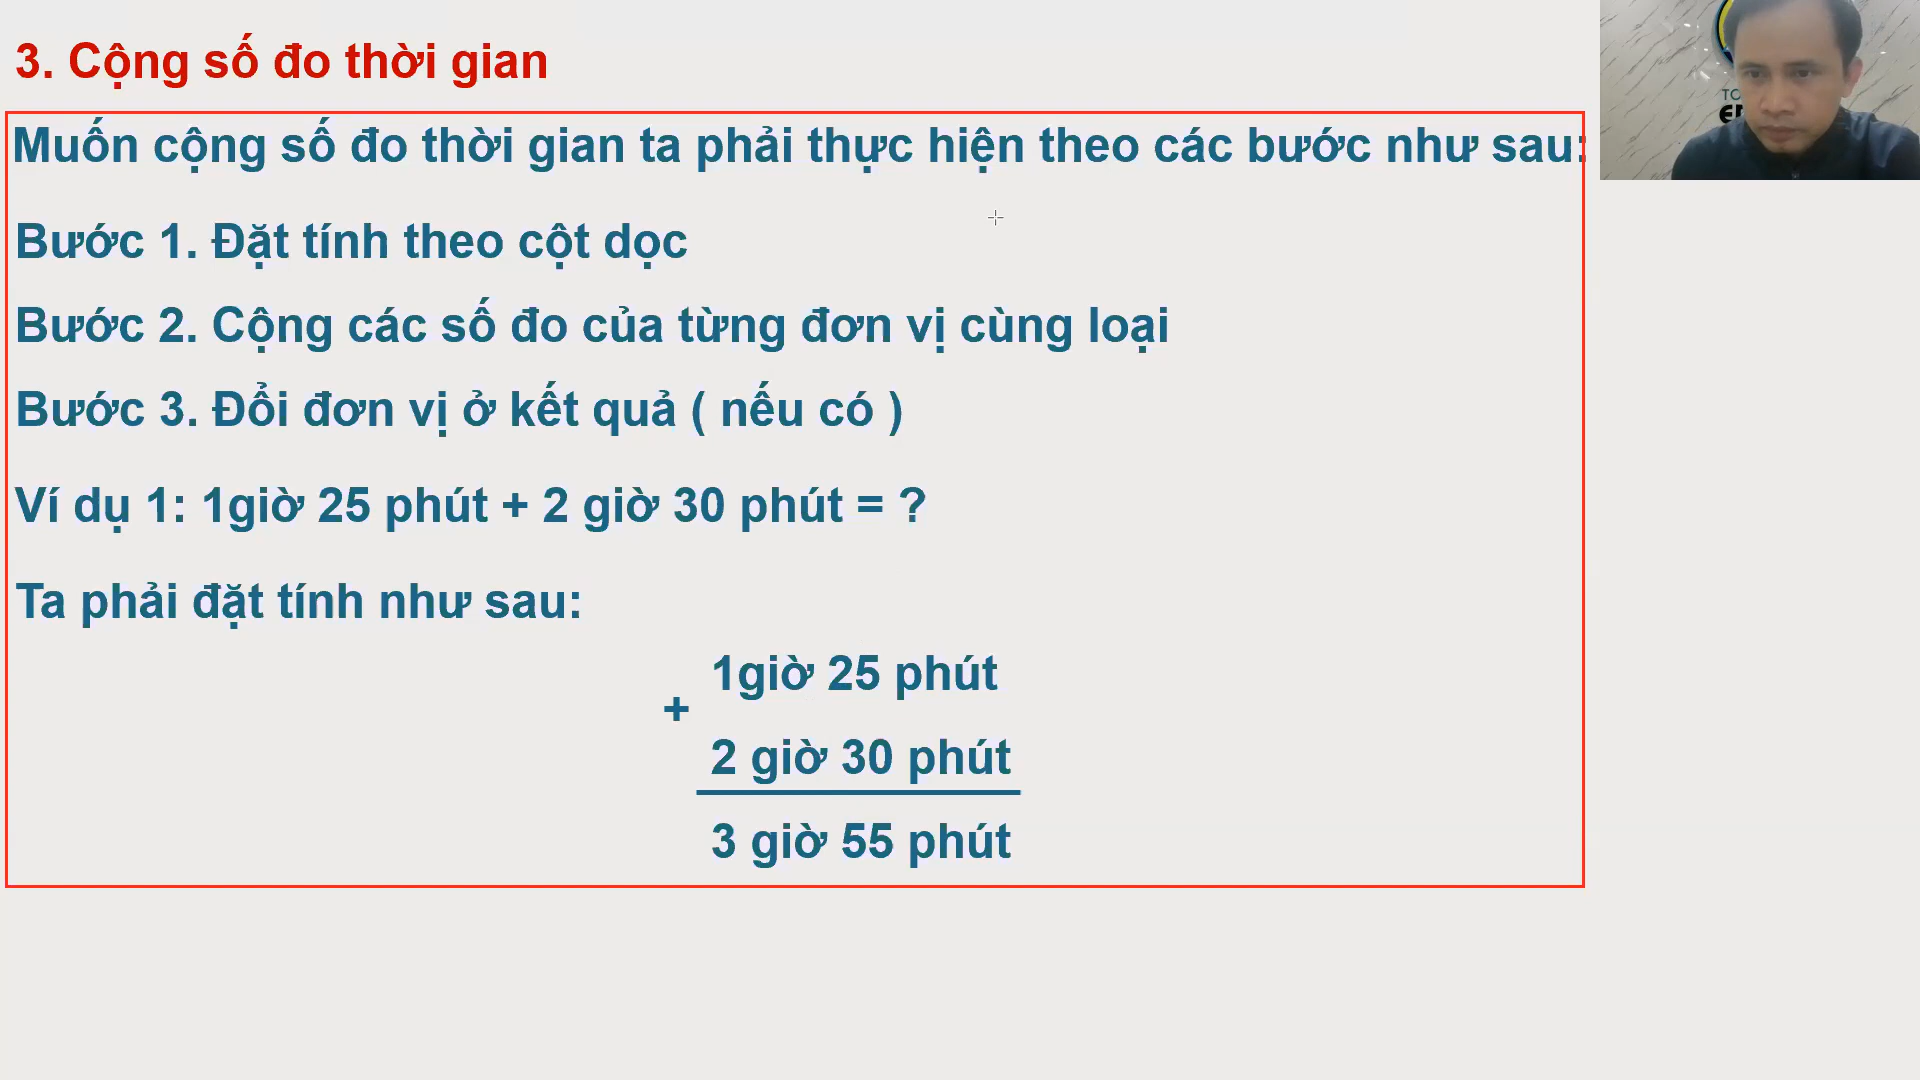 3. Cộng số đo thời gian
Muốn cộng số đo thời gian ta phải thực hiện theo các bước như sau:
Bước 1. Đặt tính theo cột dọc
Bước 2. Cộng các số đo của từng đơn vị cùng loại
Bước 3. Đổi đơn vị ở kết quả ( nếu có )
Ví dụ 1: 1giờ 25 phút + 2 giờ 30 phút = ?
Ta phải đặt tính như sau:
1giờ 25 phút
+
2 giờ 30 phút
3 giờ 55 phút